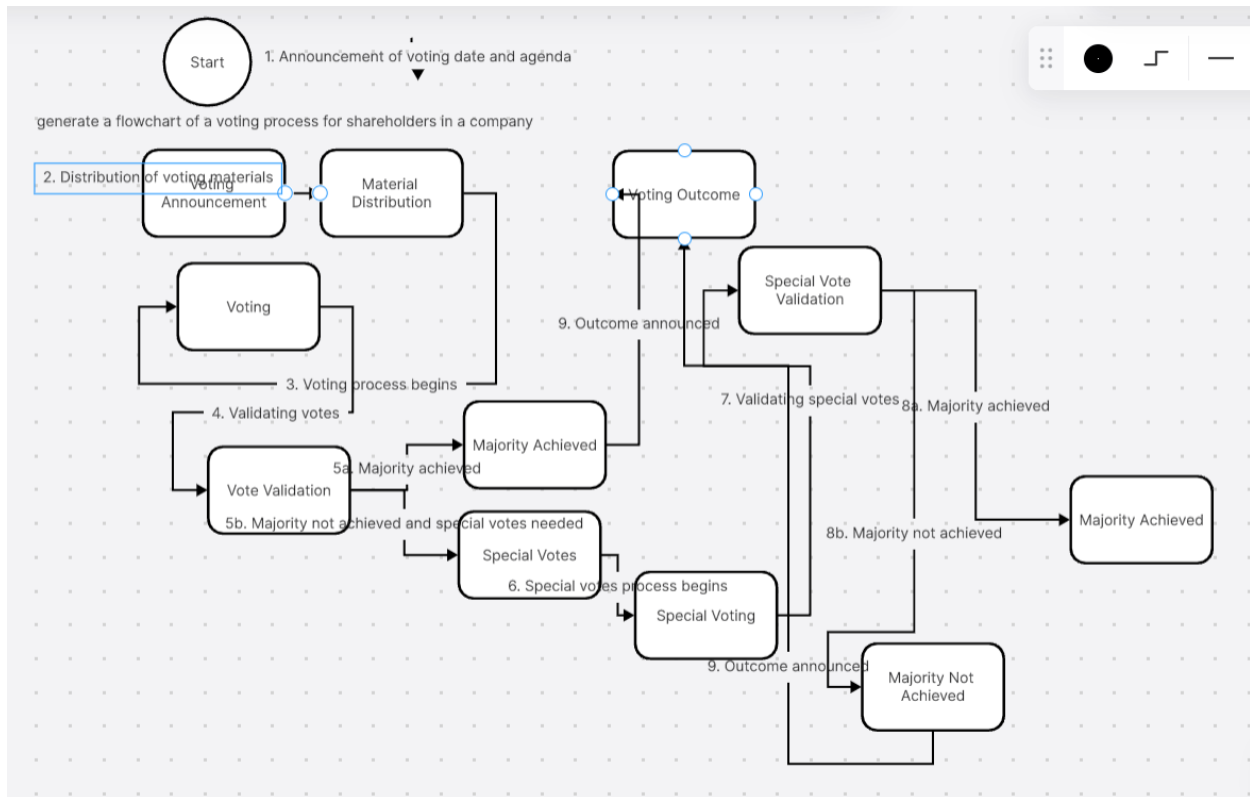 Start
1. Announcement of voting date and agenda
generate a flowchart of a voting process for shareholders in a company
2. Distribution of voting materials
Voting
Announcement
Material
Distribution
Voting Outcome
Special Vote
Validation
Voting
9. Outcome announced
3. Voting process begins
4. Validating votes
7. Validating special votes
8a. Majority achieved
Majority Achieved
5a. Majority achieved
Vote Validation
5b. Majority not achieved and special votes needed
Majority Achieved
8b. Majority not achieved
Special Votes
6. Special votes process begins
Special Voting
9. Outcome announced
Majority Not
Achieved